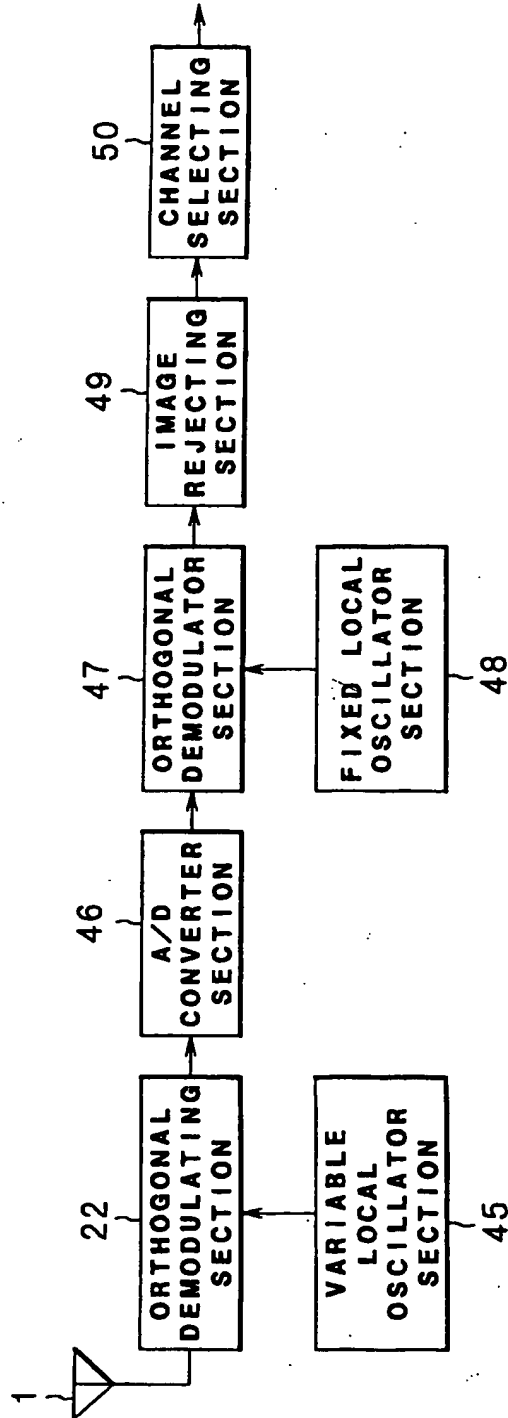 1
22
ORTHOGONAL
DEMODULATING
SECTION
VARIABLE
LOCAL
OSCILLATOR
SECTION
45
46
A/D
CONVERTER
SECTION
47
ORTHOGONAL
DEMODULATOR
SECTION
FIXED LOCAL
OSCILLATOR
SECTION
48
49
IMAGE
REJECTING
SECTION
50
CHANNEL
SELECTING
SECTION